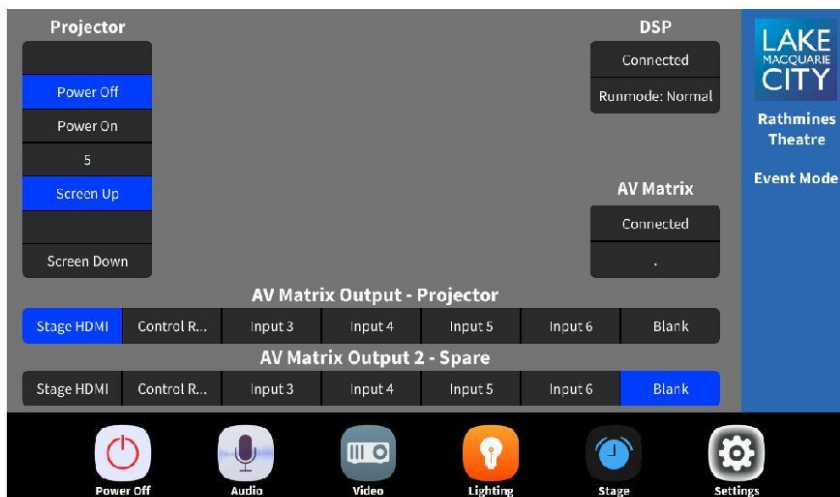 Projector
Power Off
Power On
5
Screen Up
Screen Down
DSP
Connected
Runmode: Normal
AV Matrix
Connected
.
AV Matrix Output - Projector
Stage HDMI Control R... Input 3 Input 4 Input 5 Input 6 Blank
AV Matrix Output 2 - Spare
Stage HDMI Control R... Input 3 Input 4 Input 5 Input 6 Blank
LAKE
MACQUARIE
CITY
Rathmines
Theatre
Event Mode
Power Off Audio Video Lighting Stage Settings